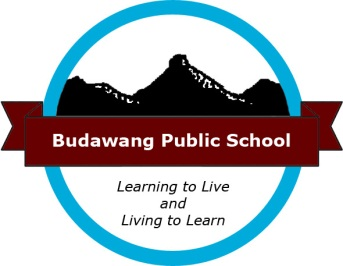 Budawang Public School
Learning to Live
and
Living to Learn